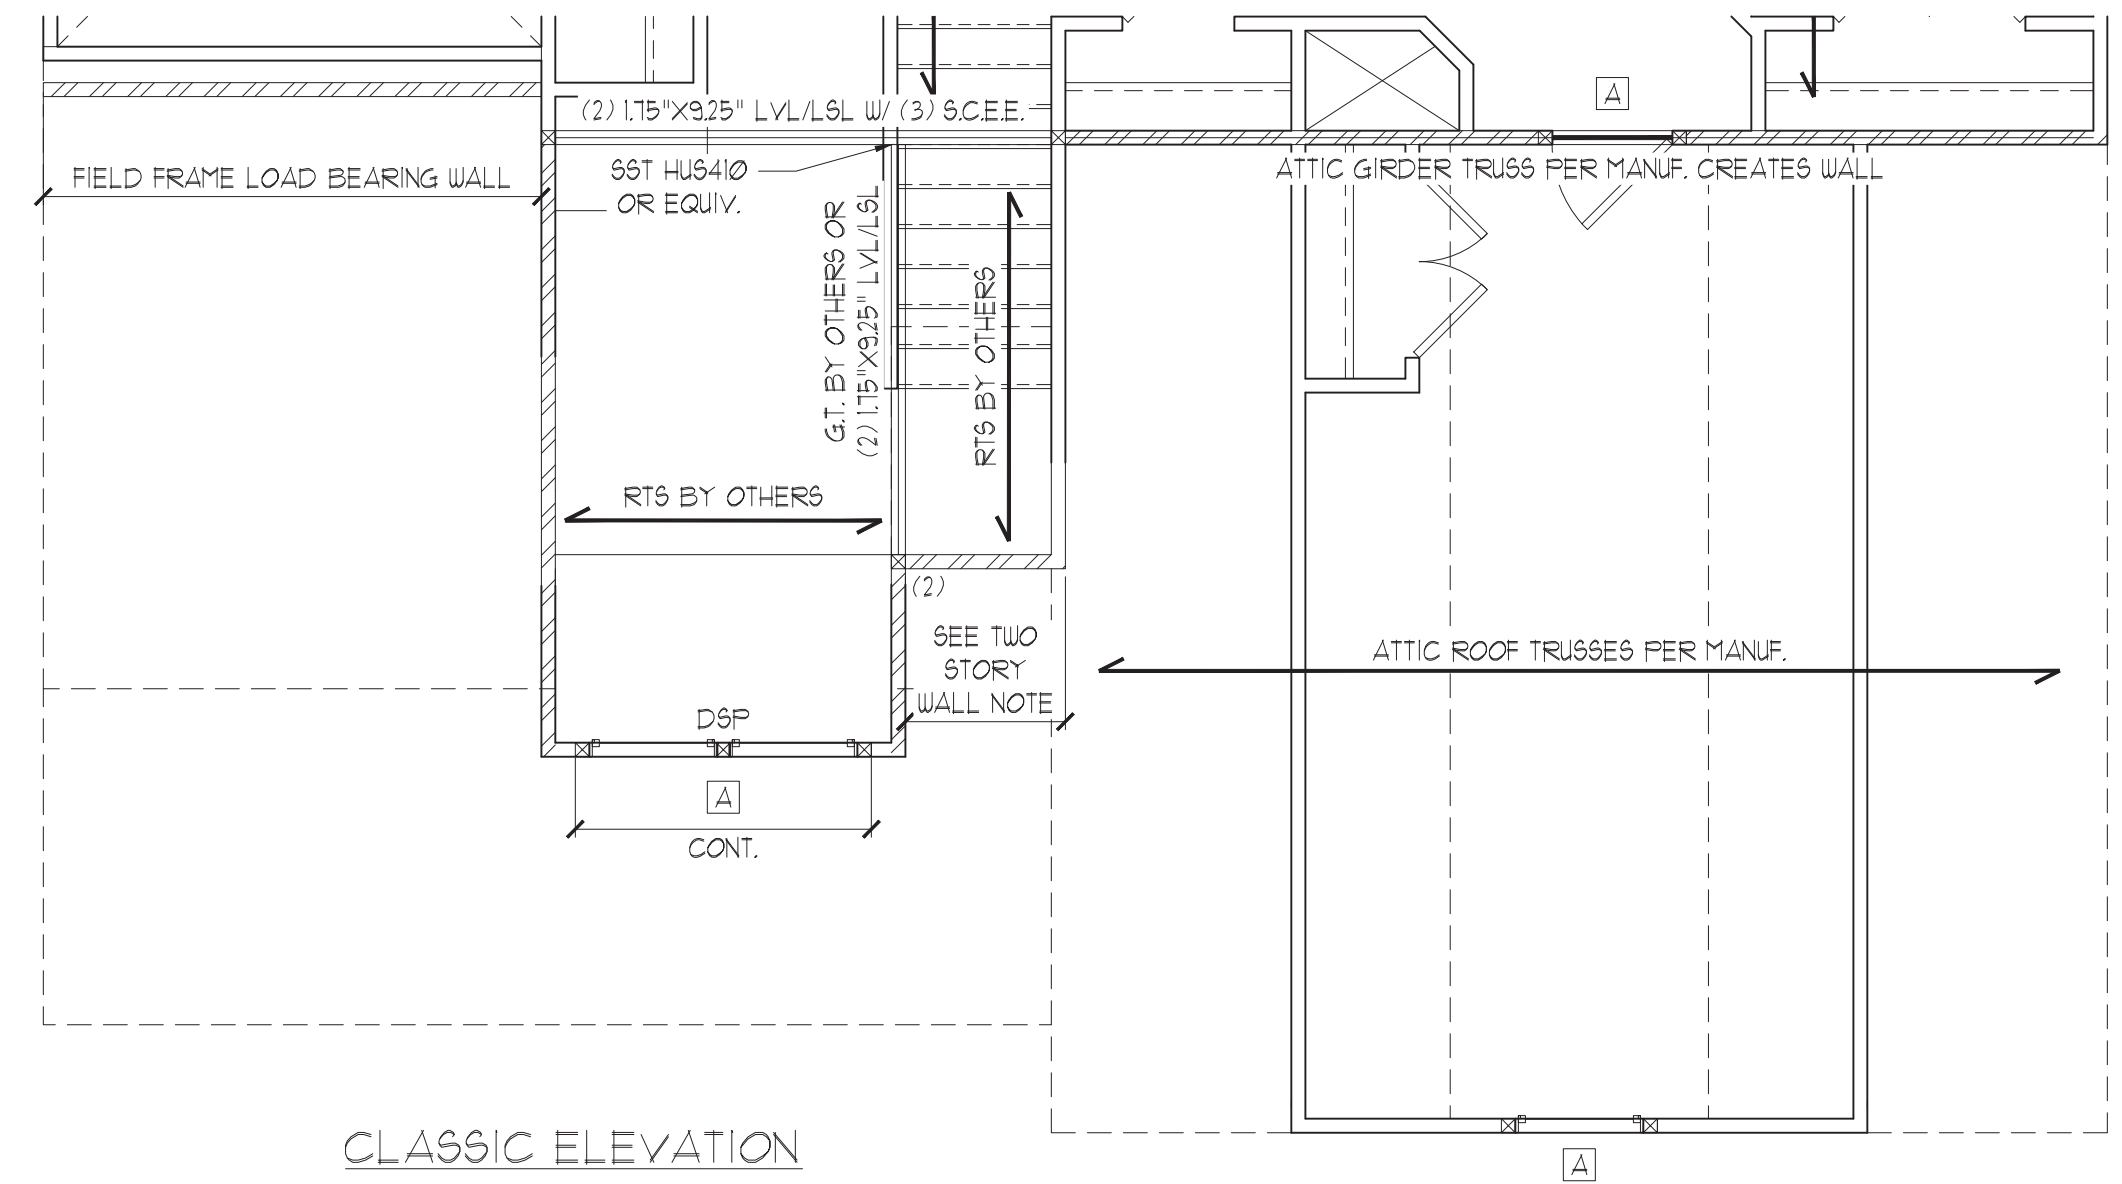 A
(2) 1.75"X9.25" LVL/LSL W/ (3) S.C.E.E.
FIELD FRAME LOAD BEARING WALL
SST HUS410
OR EQUIV.
ATTIC GIRDER TRUSS PER MANUF. CREATES WALL
G.T. BY OTHERS OR
(2) 1.75"X9.25" LVL/LSL
RTS BY OTHERS
RTS BY OTHERS
(2)
SEE TWO
STORY
WALL NOTE
ATTIC ROOF TRUSSES PER MANUF.
DSP
A
CONT.
CLASSIC ELEVATION
A